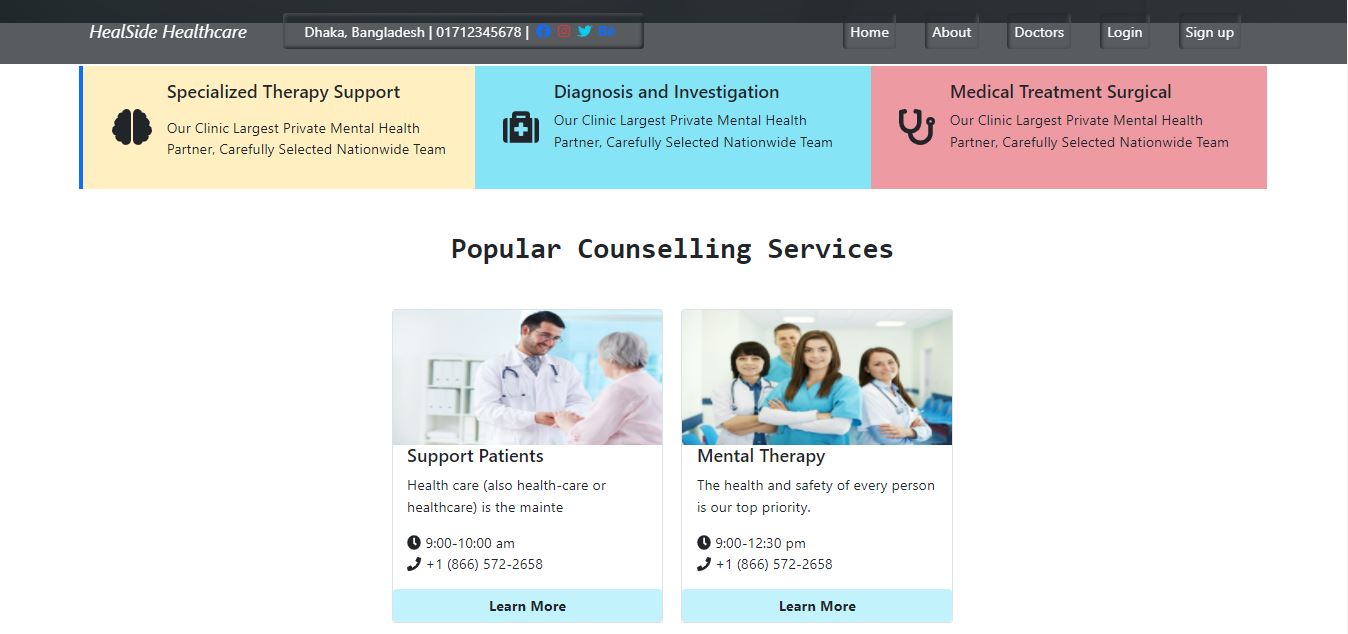 HealSide Healthcare
Dhaka, Bangladesh | 01712345678 | Bē
Home
About
Doctors
Login
Sign up
Specialized Therapy Support
Our Clinic Largest Private Mental Health
Partner, Carefully Selected Nationwide Team
Diagnosis and Investigation
Our Clinic Largest Private Mental Health
Partner, Carefully Selected Nationwide Team
Medical Treatment Surgical
Our Clinic Largest Private Mental Health
Partner, Carefully Selected Nationwide Team
Popular Counselling Services
Support Patients
Health care (also health-care or
healthcare) is the mainte
9:00-10:00 am
+1 (866) 572-2658
Learn More
Mental Therapy
The health and safety of every person
is our top priority.
9:00-12:30 pm
+1 (866) 572-2658
Learn More